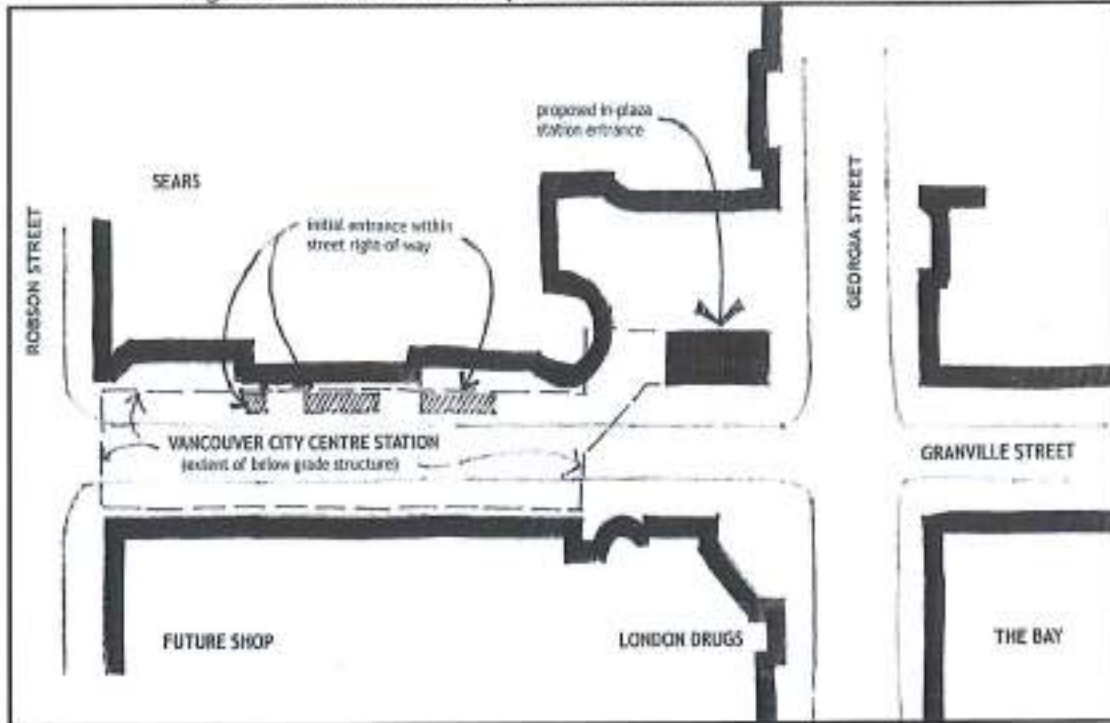 proposed in-plaza
station entrance
SEARS
initial entrance within
street right-of-way
ROBSON STREET
GEORGIA STREET
VANCOUVER CITY CENTRE STATION
(extent of below grade structure)
GRANVILLE STREET
FUTURE SHOP
LONDON DRUGS
THE BAY